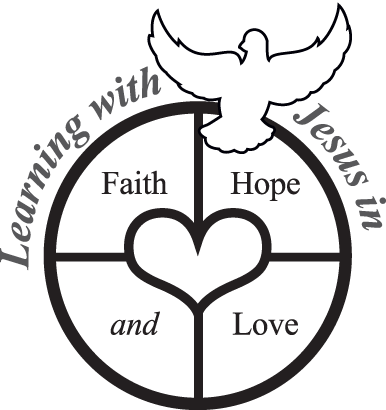 Learning with
Jesus in
Faith
Hope
and
Love